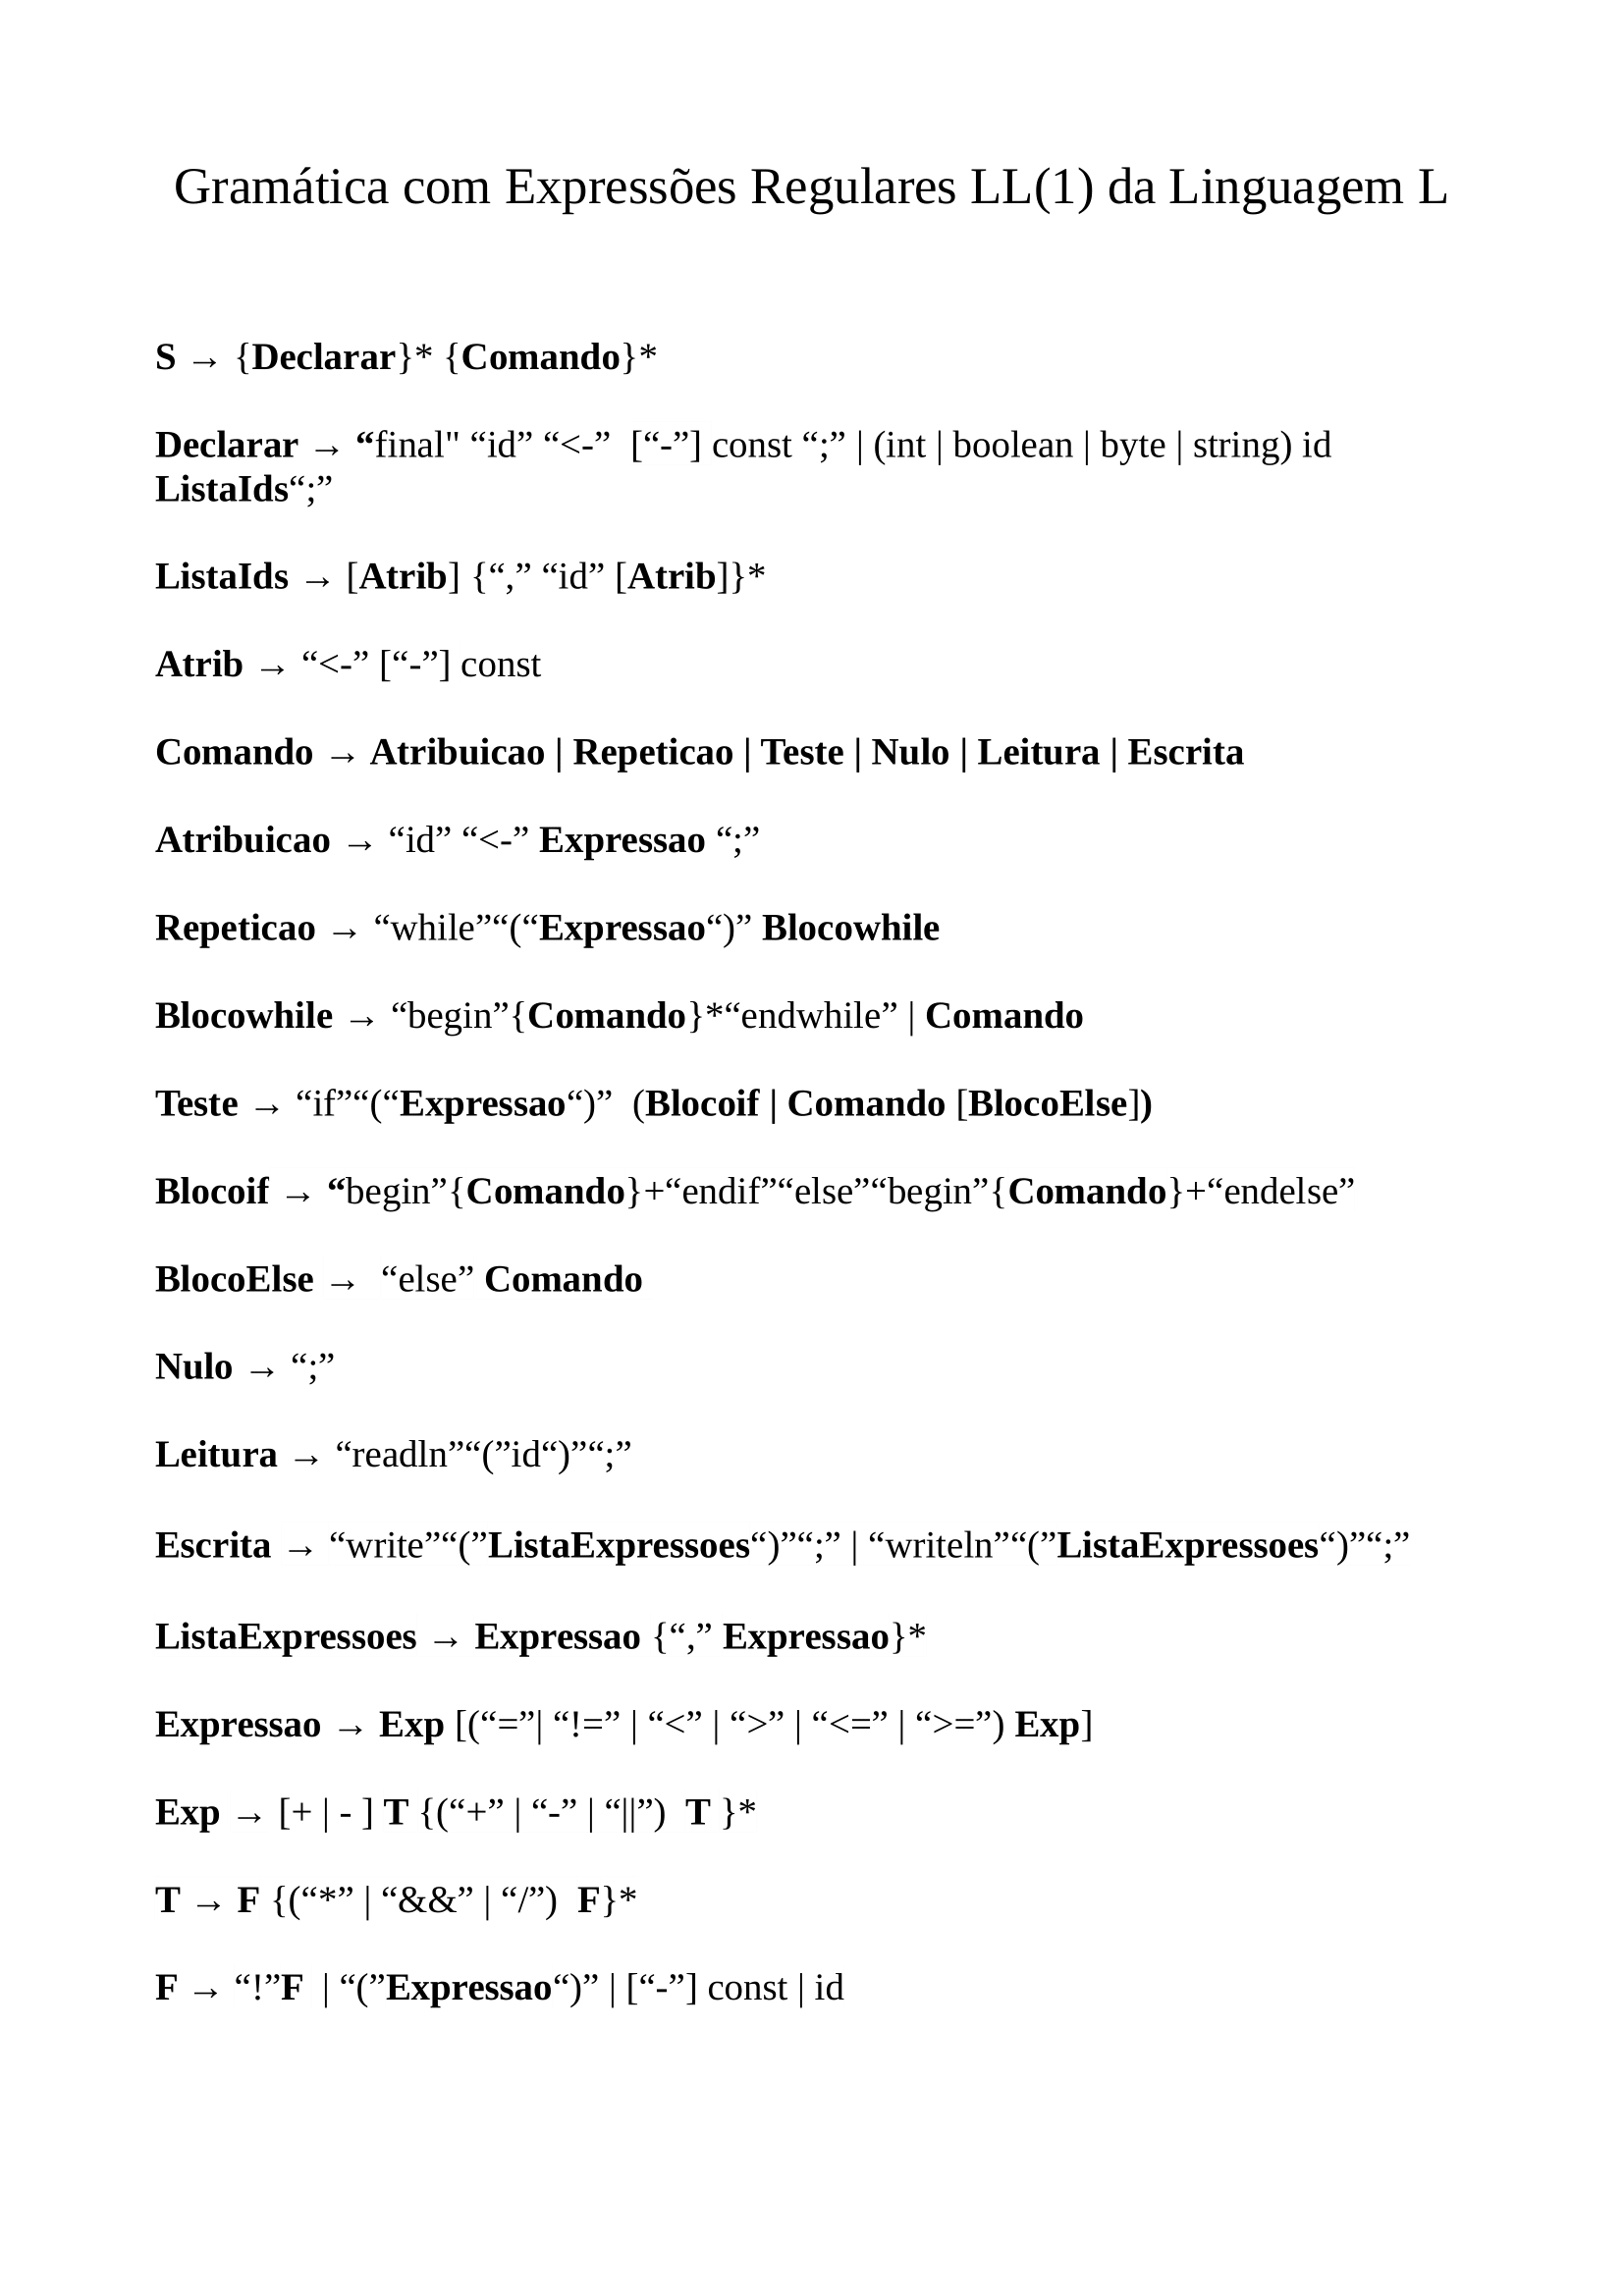 Gramática com Expressões Regulares LL(1) da Linguagem L
S → {Declarar}* {Comando}*
Declarar → “final" “id” “<-”  [“-”] const “;” | (int | boolean | byte | string) id
ListaIds“;”
ListaIds → [Atrib] {“,” “id” [Atrib]}*
Atrib → “<-” [“-”] const
Comando → Atribuicao | Repeticao | Teste | Nulo | Leitura | Escrita
Atribuicao → “id” “<-” Expressao “;”
Repeticao → “while”“(“Expressao“)” Blocowhile
Blocowhile → “begin”{Comando}*“endwhile” | Comando
Teste → “if”“(“Expressao“)”  (Blocoif | Comando [BlocoElse])
Blocoif → “begin”{Comando}+“endif”“else”“begin”{Comando}+“endelse”
BlocoElse →  “else” Comando
Nulo → “;”
Leitura → “readln”“(”id“)”“;”
Escrita → “write”“(”ListaExpressoes“)”“;” | “writeln”“(”ListaExpressoes“)”“;”
ListaExpressoes → Expressao {“,” Expressao}*
Expressao → Exp [(“=”| “!=” | “<” | “>” | “<=” | “>=”) Exp]
Exp → [+ | - ] T {(“+” | “-” | “||”)  T }*
T → F {(“*” | “&&” | “/”)  F}*
F → “!”F  | “(”Expressao“)” | [“-”] const | id